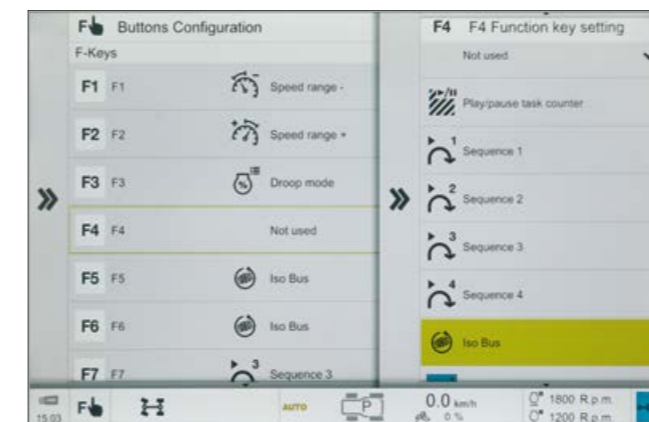 F Buttons Configuration
F-Keys
F1 F1 Speed range -
F2 F2 Speed range +
F3 F3 % Droop mode
F4 F4 Not used
F5 F5 Iso Bus
F6 F6 Iso Bus
F7 F7 3 Sequence 3
F4 F4 Function key setting
Not used
Play/pause task counter
1 Sequence 1
2 Sequence 2
3 Sequence 3
4 Sequence 4
Iso Bus
15:03 F AUTO P 0.0 km/h 1800 R.p.m.
0 % 1200 R.p.m.